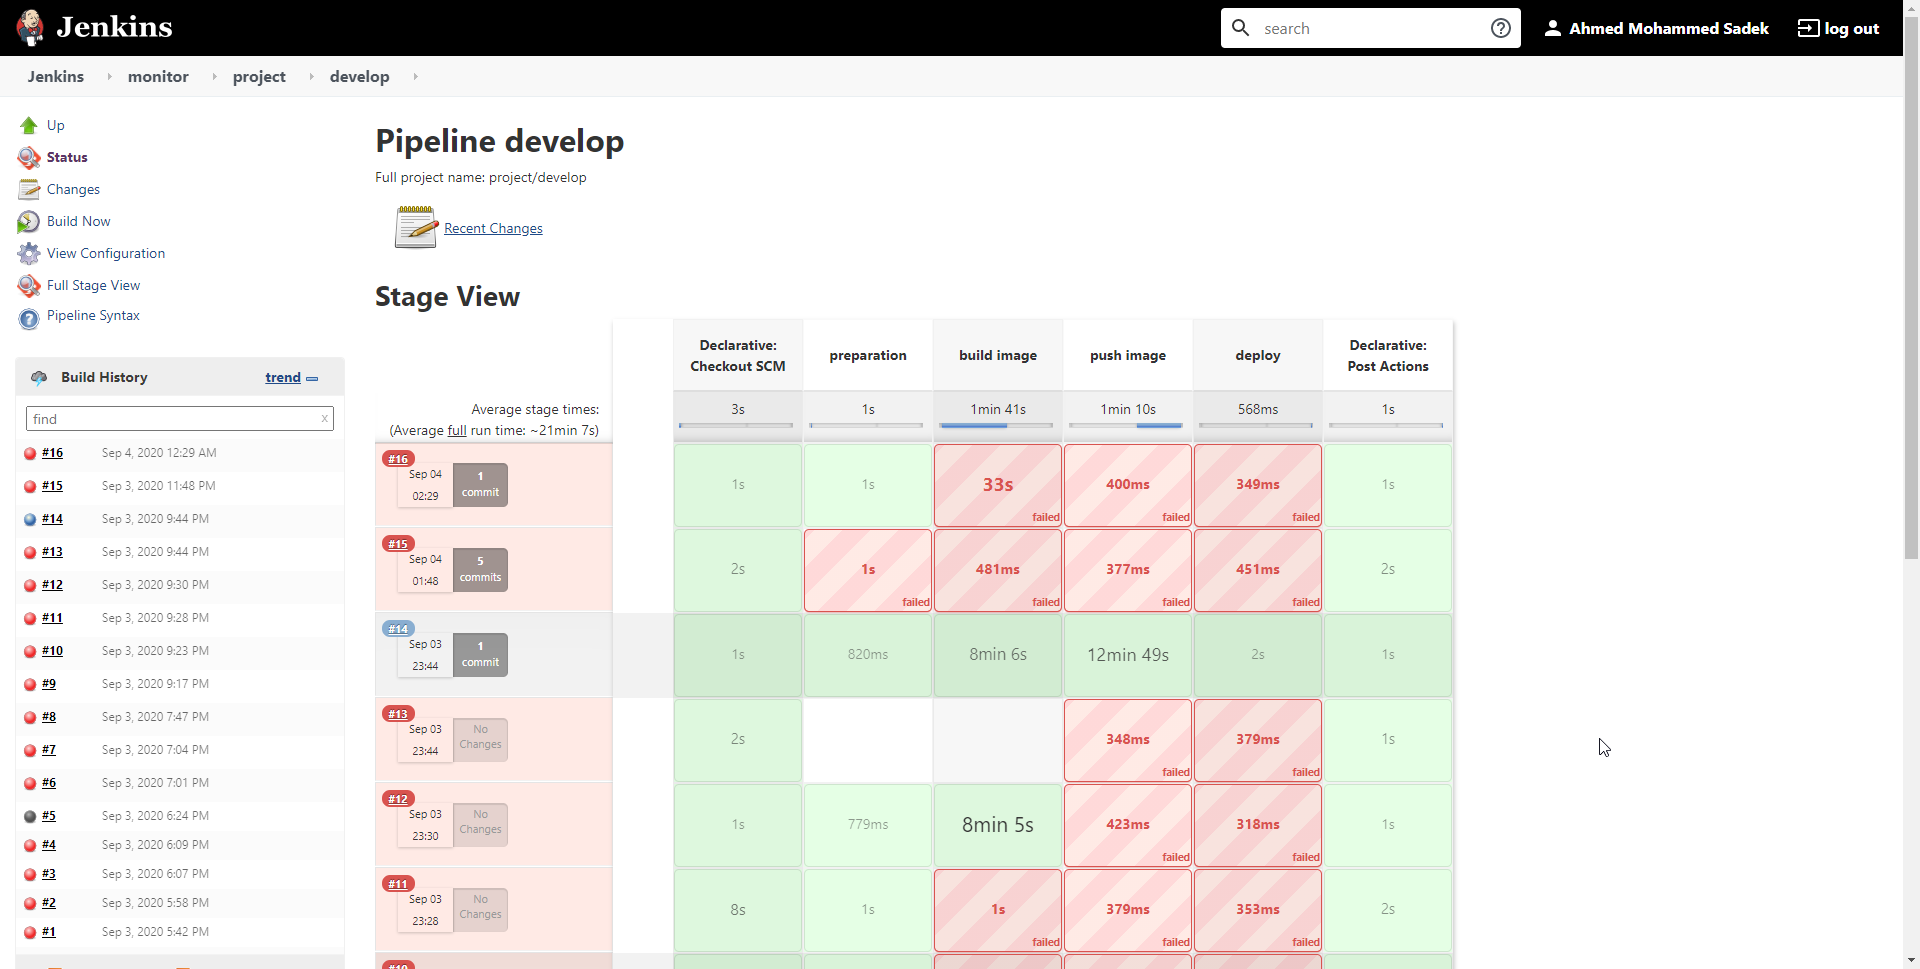 Jenkins
search
Ahmed Mohammed Sadek
log out
Jenkins monitor project develop
Up
Status
Changes
Build Now
View Configuration
Full Stage View
Pipeline Syntax
Build History
trend
find
x
#16 Sep 4, 2020 12:29 AM
#15 Sep 3, 2020 11:48 PM
#14 Sep 3, 2020 9:44 PM
#13 Sep 3, 2020 9:44 PM
#12 Sep 3, 2020 9:30 PM
#11 Sep 3, 2020 9:28 PM
#10 Sep 3, 2020 9:23 PM
#9 Sep 3, 2020 9:17 PM
#8 Sep 3, 2020 7:47 PM
#7 Sep 3, 2020 7:04 PM
#6 Sep 3, 2020 7:01 PM
#5 Sep 3, 2020 6:24 PM
#4 Sep 3, 2020 6:09 PM
#3 Sep 3, 2020 6:07 PM
#2 Sep 3, 2020 5:58 PM
#1 Sep 3, 2020 5:42 PM
Pipeline develop
Full project name: project/develop
Recent Changes
Stage View
Declarative:
Checkout SCM
preparation
build image
push image
deploy
Declarative:
Post Actions
Average stage times:
(Average full run time: ~21min 7s)
3s
1s
1min 41s
1min 10s
568ms
1s
#16
Sep 04
02:29
1
commit
1s
1s
33s
failed
400ms
failed
349ms
failed
1s
#15
Sep 04
01:48
5
commits
2s
1s
failed
481ms
failed
377ms
failed
451ms
failed
2s
#14
Sep 03
23:44
1
commit
1s
820ms
8min 6s
12min 49s
2s
1s
#13
Sep 03
23:44
No
Changes
2s
348ms
failed
379ms
failed
1s
#12
Sep 03
23:30
No
Changes
1s
779ms
8min 5s
423ms
failed
318ms
failed
1s
#11
Sep 03
23:28
No
Changes
8s
1s
1s
failed
379ms
failed
353ms
failed
2s
#10